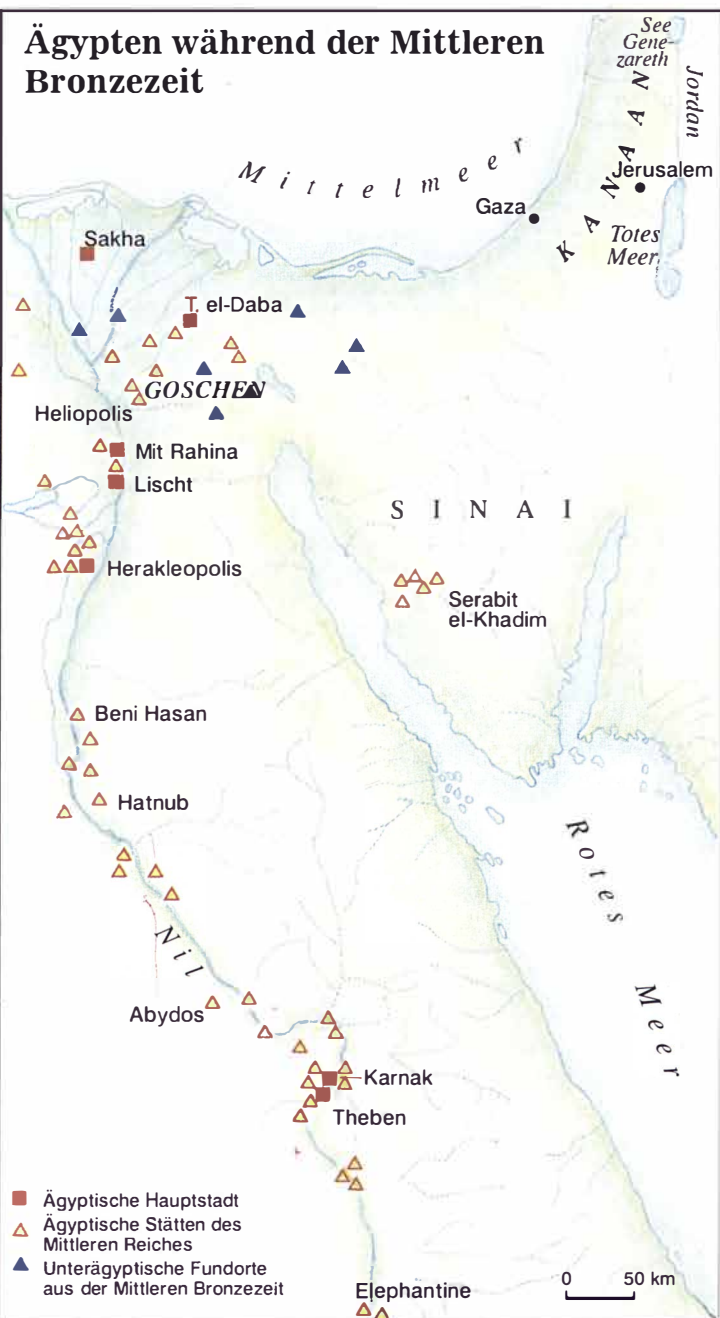 Ägypten während der Mittleren
Bronzezeit
See
Gene-
zareth
Jordan
KANAAN
Mittelmeer
Jerusalem
Gaza
Totes
Meer
Sakha
T. el-Daba
GOSCHEN
Heliopolis
Mit Rahina
Lischt
SINAI
Herakleopolis
Serabit
el-Khadim
Beni Hasan
Hatnub
Rotes Meer
Nil
Abydos
Karnak
Theben
Ägyptische Hauptstadt
Ägyptische Stätten des
Mittleren Reiches
Unterägyptische Fundorte
aus der Mittleren Bronzezeit
Elephantine
0 50 km